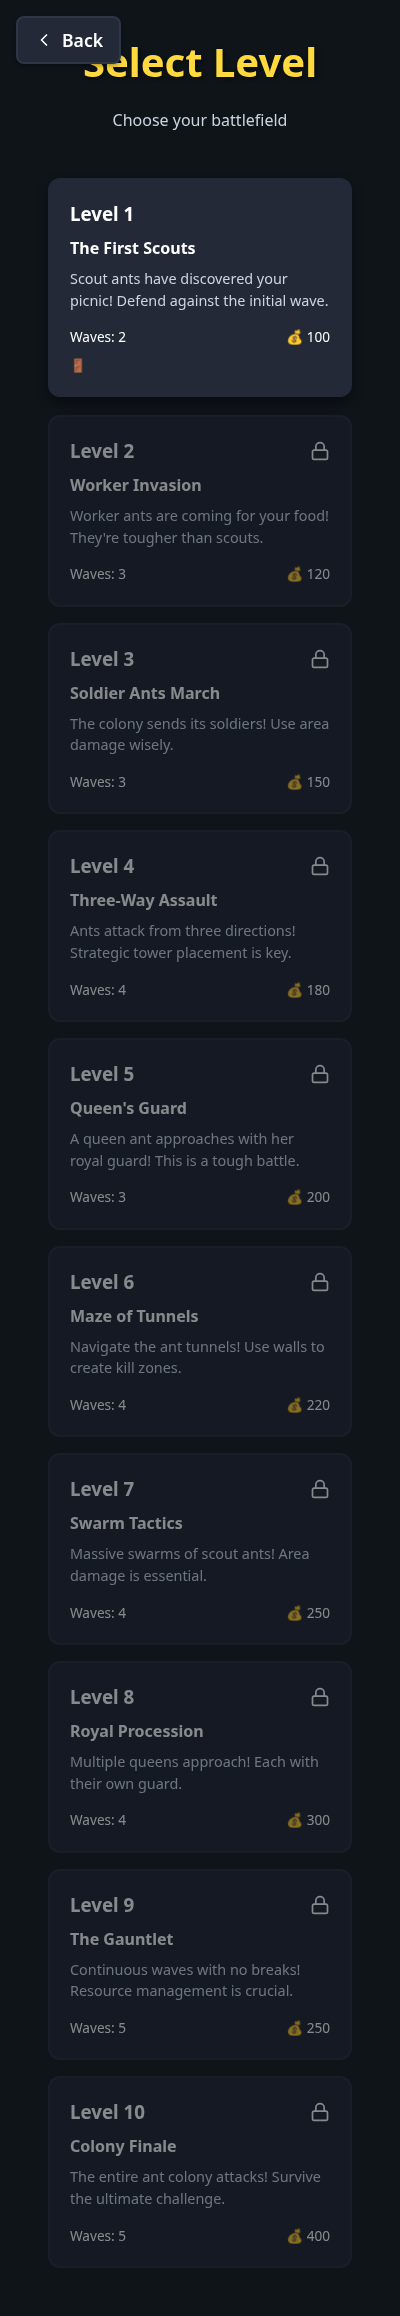 Back
Select Level
Choose your battlefield
Level 1
The First Scouts
Scout ants have discovered your
picnic! Defend against the initial wave.
Waves: 2 💰 100
🚪
Level 2
Worker Invasion
Worker ants are coming for your food!
They're tougher than scouts.
Waves: 3 💰 120
Level 3
Soldier Ants March
The colony sends its soldiers! Use area
damage wisely.
Waves: 3 💰 150
Level 4
Three-Way Assault
Ants attack from three directions!
Strategic tower placement is key.
Waves: 4 💰 180
Level 5
Queen's Guard
A queen ant approaches with her
royal guard! This is a tough battle.
Waves: 3 💰 200
Level 6
Maze of Tunnels
Navigate the ant tunnels! Use walls to
create kill zones.
Waves: 4 💰 220
Level 7
Swarm Tactics
Massive swarms of scout ants! Area
damage is essential.
Waves: 4 💰 250
Level 8
Royal Procession
Multiple queens approach! Each with
their own guard.
Waves: 4 💰 300
Level 9
The Gauntlet
Continuous waves with no breaks!
Resource management is crucial.
Waves: 5 💰 250
Level 10
Colony Finale
The entire ant colony attacks! Survive
the ultimate challenge.
Waves: 5 💰 400